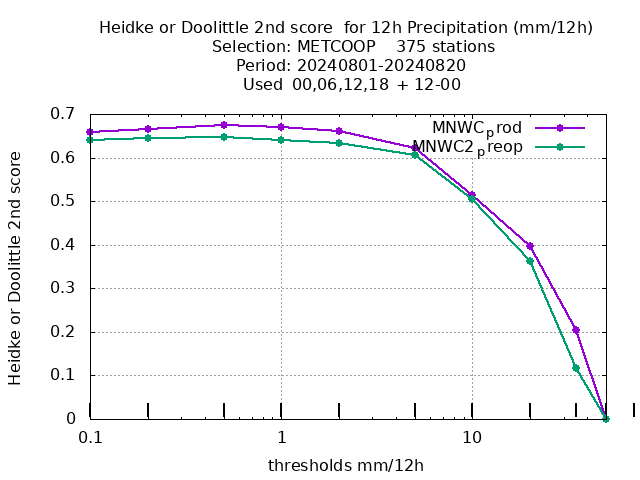 Heidke or Doolittle 2nd score  for 12h Precipitation (mm/12h)
Selection: METCOOP    375 stations
Period: 20240801-20240820
Used  00,06,12,18 + 12-00
MNWCprod
MNWC2preop
0.7
0.6
0.5
0.4
0.3
0.2
0.1
0
Heidke or Doolittle 2nd score
0.1 1 10
thresholds mm/12h